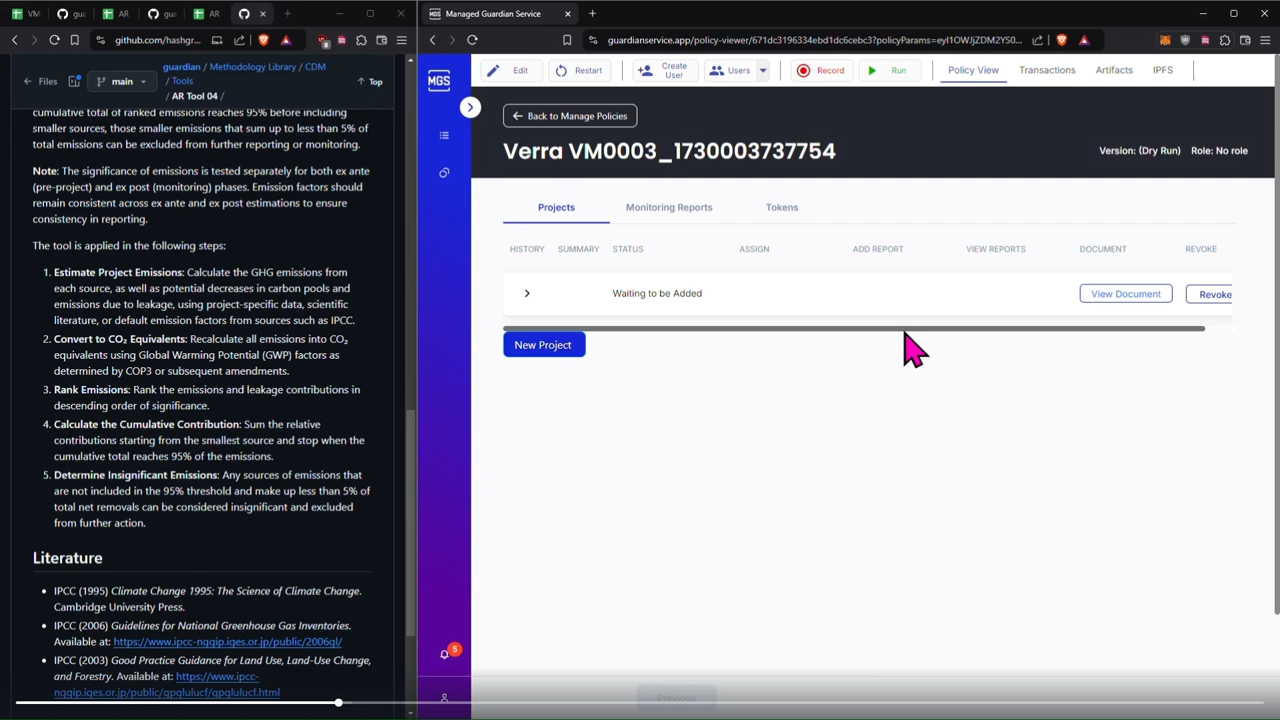 VM
gua
AR
gua
AR
Managed Guardian Service
github.com/hashgr...
guardianservice.app/policy-viewer/671dc3196334ebd1dc6cebc3?policyParams=eyJ1OWJjZDM2YS0...
Files
main
guardian / Methodology Library / CDM
/ Tools
/ AR Tool 04 /
Top
cumulative total of ranked emissions reaches 95% before including
smaller sources, those smaller emissions that sum up to less than 5% of
total emissions can be excluded from further reporting or monitoring.
Note: The significance of emissions is tested separately for both ex ante
(pre-project) and ex post (monitoring) phases. Emission factors should
remain consistent across ex ante and ex post estimations to ensure
consistency in reporting.
The tool is applied in the following steps:
1. Estimate Project Emissions: Calculate the GHG emissions from
each source, as well as potential decreases in carbon pools and
emissions due to leakage, using project-specific data, scientific
literature, or default emission factors from sources such as IPCC.
2. Convert to CO₂ Equivalents: Recalculate all emissions into CO₂
equivalents using Global Warming Potential (GWP) factors as
determined by COP3 or subsequent amendments.
3. Rank Emissions: Rank the emissions and leakage contributions in
descending order of significance.
4. Calculate the Cumulative Contribution: Sum the relative
contributions starting from the smallest source and stop when the
cumulative total reaches 95% of the emissions.
5. Determine Insignificant Emissions: Any sources of emissions that
are not included in the 95% threshold and make up less than 5% of
total net removals can be considered insignificant and excluded
from further action.
Literature
• IPCC (1995) Climate Change 1995: The Science of Climate Change.
Cambridge University Press.
• IPCC (2006) Guidelines for National Greenhouse Gas Inventories.
Available at: https://www.ipcc-nggip.iges.or.jp/public/2006gl/
• IPCC (2003) Good Practice Guidance for Land Use, Land-Use Change,
and Forestry. Available at: https://www.ipcc-
nggip.iges.or.jp/public/gpglulucf/gpglulucf.html
MGS
Edit
Restart
Create
User
Users
Record
Run
Policy View
Transactions
Artifacts
IPFS
Back to Manage Policies
Verra VM0003_1730003737754
Version: (Dry Run) Role: No role
Projects
Monitoring Reports
Tokens
HISTORY SUMMARY STATUS ASSIGN ADD REPORT VIEW REPORTS DOCUMENT REVOKE
Waiting to be Added
View Document
Revoke
New Project
5
Previous